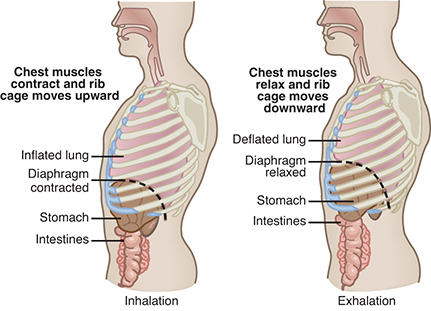 Chest muscles
contract and rib
cage moves upward
Inflated lung
Diaphragm
contracted
Stomach
Intestines
Inhalation
Chest muscles
relax and rib
cage moves
downward
Deflated lung
Diaphragm
relaxed
Stomach
Intestines
Exhalation